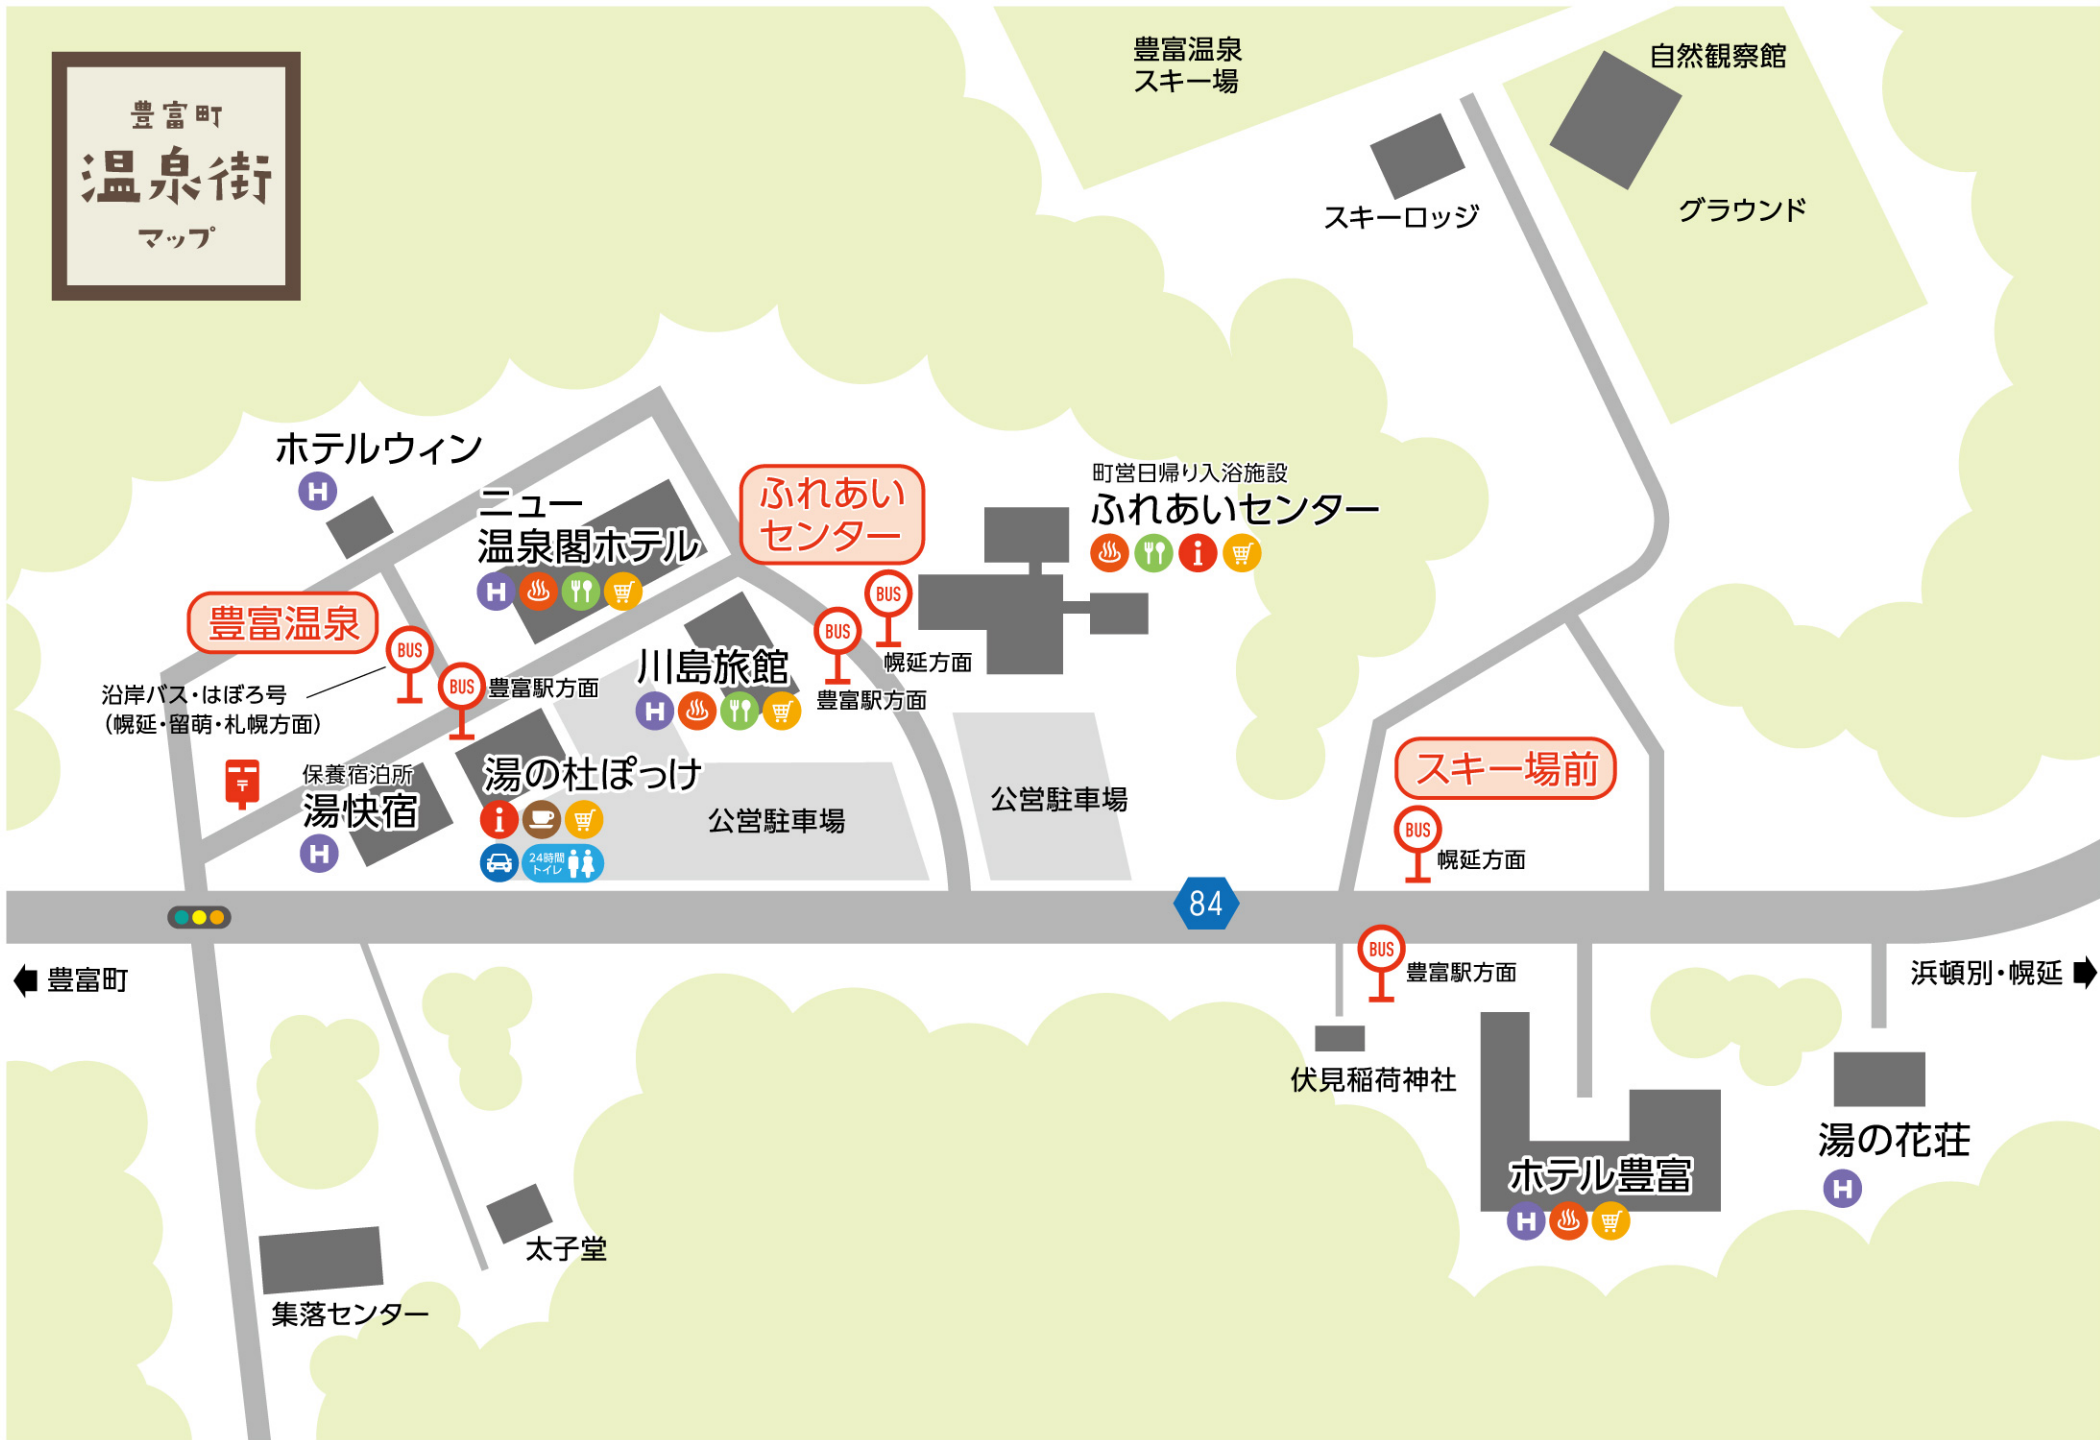 豊富町
温泉街
マップ
豊富温泉
スキー場
自然観察館
スキーロッジ
グラウンド
ホテルウィン
H
ニュー
温泉閣ホテル
H
ふれあい
センター
町営日帰り入浴施設
ふれあいセンター
i
豊富温泉
BUS
沿岸バス・はぼろ号
（幌延・留萌・札幌方面）
BUS
豊富駅方面
川島旅館
H
BUS
幌延方面
BUS
豊富駅方面
〒
保養宿泊所
湯快宿
H
湯の杜ぽっけ
i
24時間
トイレ
公営駐車場
公営駐車場
スキー場前
BUS
幌延方面
84
豊富町
BUS
豊富駅方面
浜頓別・幌延
伏見稲荷神社
ホテル豊富
H
湯の花荘
H
太子堂
集落センター